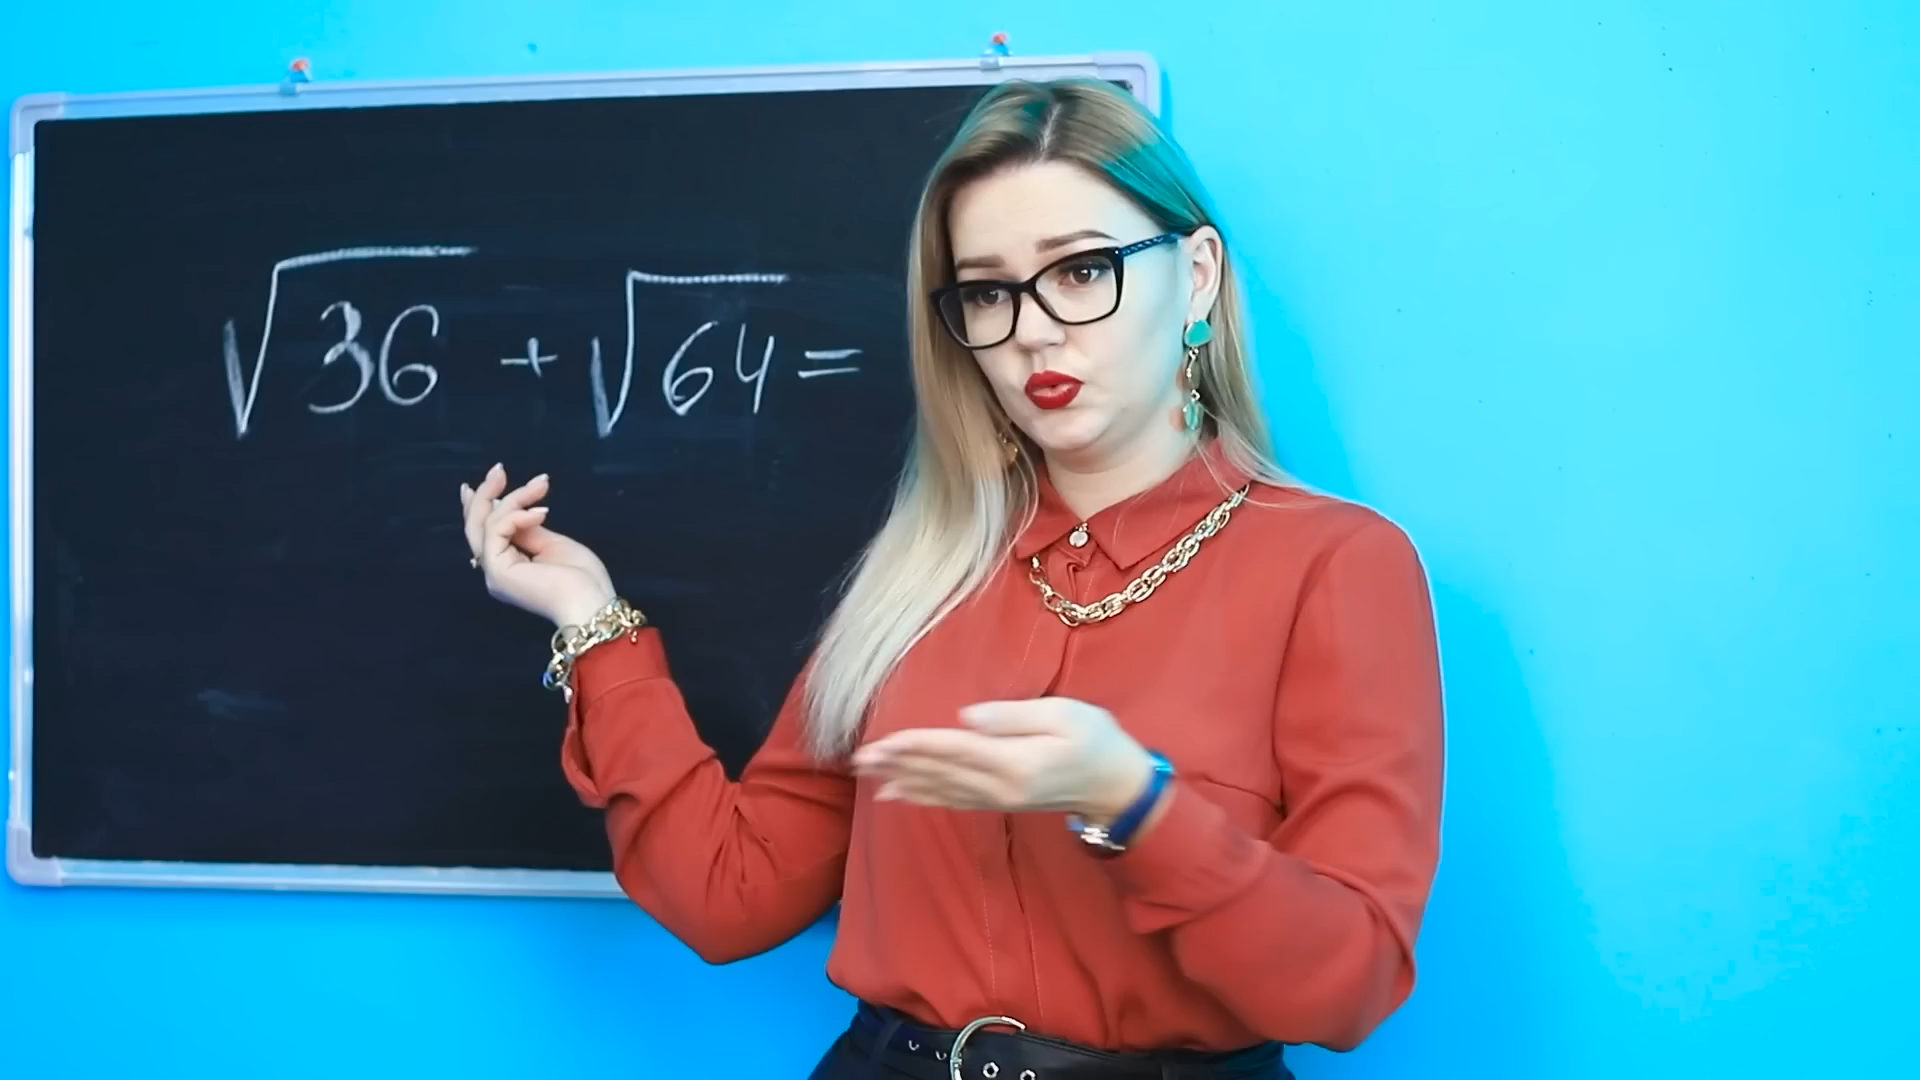 √36 + √64 =